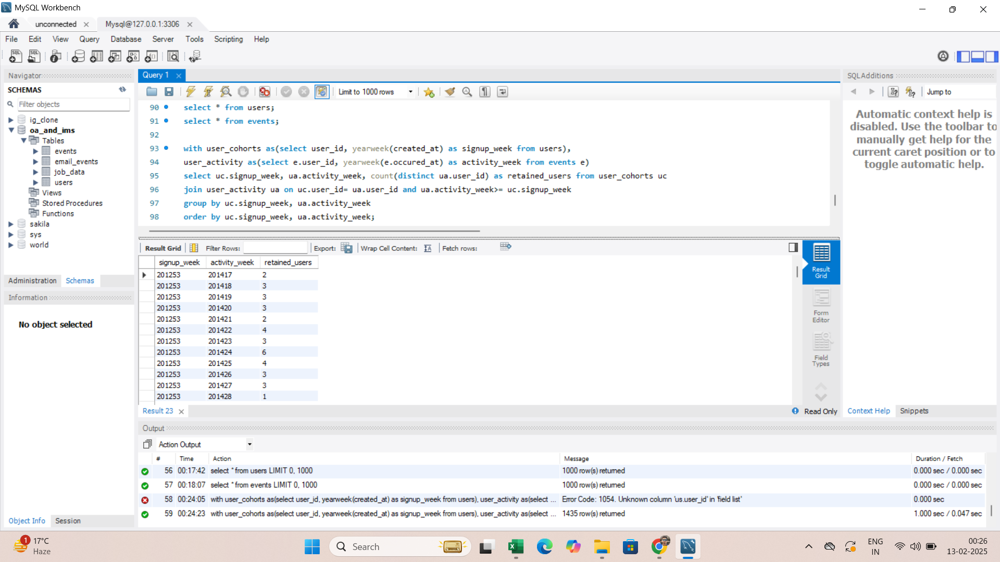 MySQL Workbench
unconnected
Mysql@127.0.0.1:3306
File Edit View Query Database Server Tools Scripting Help
Navigator
SCHEMAS
Filter objects
ig_clone
oa_and_ims
Tables
events
email_events
job_data
users
Views
Stored Procedures
Functions
sakila
sys
world
Administration Schemas
Information
No object selected
Object Info Session
Query 1
Limit to 1000 rows
90 select * from users;
91 select * from events;
92
93 with user_cohorts as(select user_id, yearweek(created_at) as signup_week from users),
94 user_activity as(select e.user_id, yearweek(e.occured_at) as activity_week from events e)
95 select uc.signup_week, ua.activity_week, count(distinct ua.user_id) as retained_users from user_cohorts uc
96 join user_activity ua on uc.user_id= ua.user_id and ua.activity_week>= uc.signup_week
97 group by uc.signup_week, ua.activity_week
98 order by uc.signup_week, ua.activity_week;
Result Grid Filter Rows: Export: Wrap Cell Content: Fetch rows:
signup_week activity_week retained_users
201253 201417 2
201253 201418 3
201253 201419 3
201253 201420 3
201253 201421 2
201253 201422 4
201253 201423 3
201253 201424 6
201253 201425 4
201253 201426 3
201253 201427 3
201253 201428 1
Result
Grid
Form
Editor
Field
Types
Result 23
Read Only
SQLAdditions
Jump to
Automatic context help is
disabled. Use the toolbar to
manually get help for the
current caret position or to
toggle automatic help.
Context Help Snippets
Output
Action Output
# Time Action Message Duration / Fetch
56 00:17:42 select * from users LIMIT 0, 1000 1000 row(s) returned 0.000 sec / 0.000 sec
57 00:18:07 select * from events LIMIT 0, 1000 1000 row(s) returned 0.000 sec / 0.000 sec
58 00:24:05 with user_cohorts as(select user_id, yearweek(created_at) as signup_week from users), user_activity as(select ... Error Code: 1054. Unknown column 'us.user_id' in 'field list' 0.000 sec
59 00:24:23 with user_cohorts as(select user_id, yearweek(created_at) as signup_week from users), user_activity as(select ... 1435 row(s) returned 1.000 sec / 0.047 sec
1
17°C
Haze
Search
ENG
IN
00:26
13-02-2025